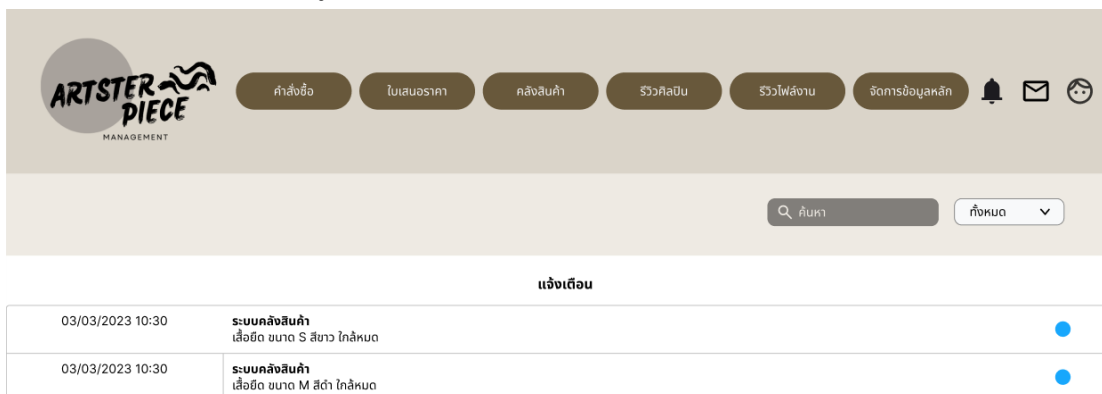 ARTSTER
PIECE
MANAGEMENT
คำสั่งซื้อ
ใบเสนอราคา
คลังสินค้า
รีวิวศิลปิน
รีวิวไฟล์งาน
จัดการข้อมูลหลัก
ค้นหา
ทั้งหมด
แจ้งเตือน
03/03/2023 10:30
ระบบคลังสินค้า
เสื้อยืด ขนาด S สีขาว ใกล้หมด
03/03/2023 10:30
ระบบคลังสินค้า
เสื้อยืด ขนาด M สีดำ ใกล้หมด